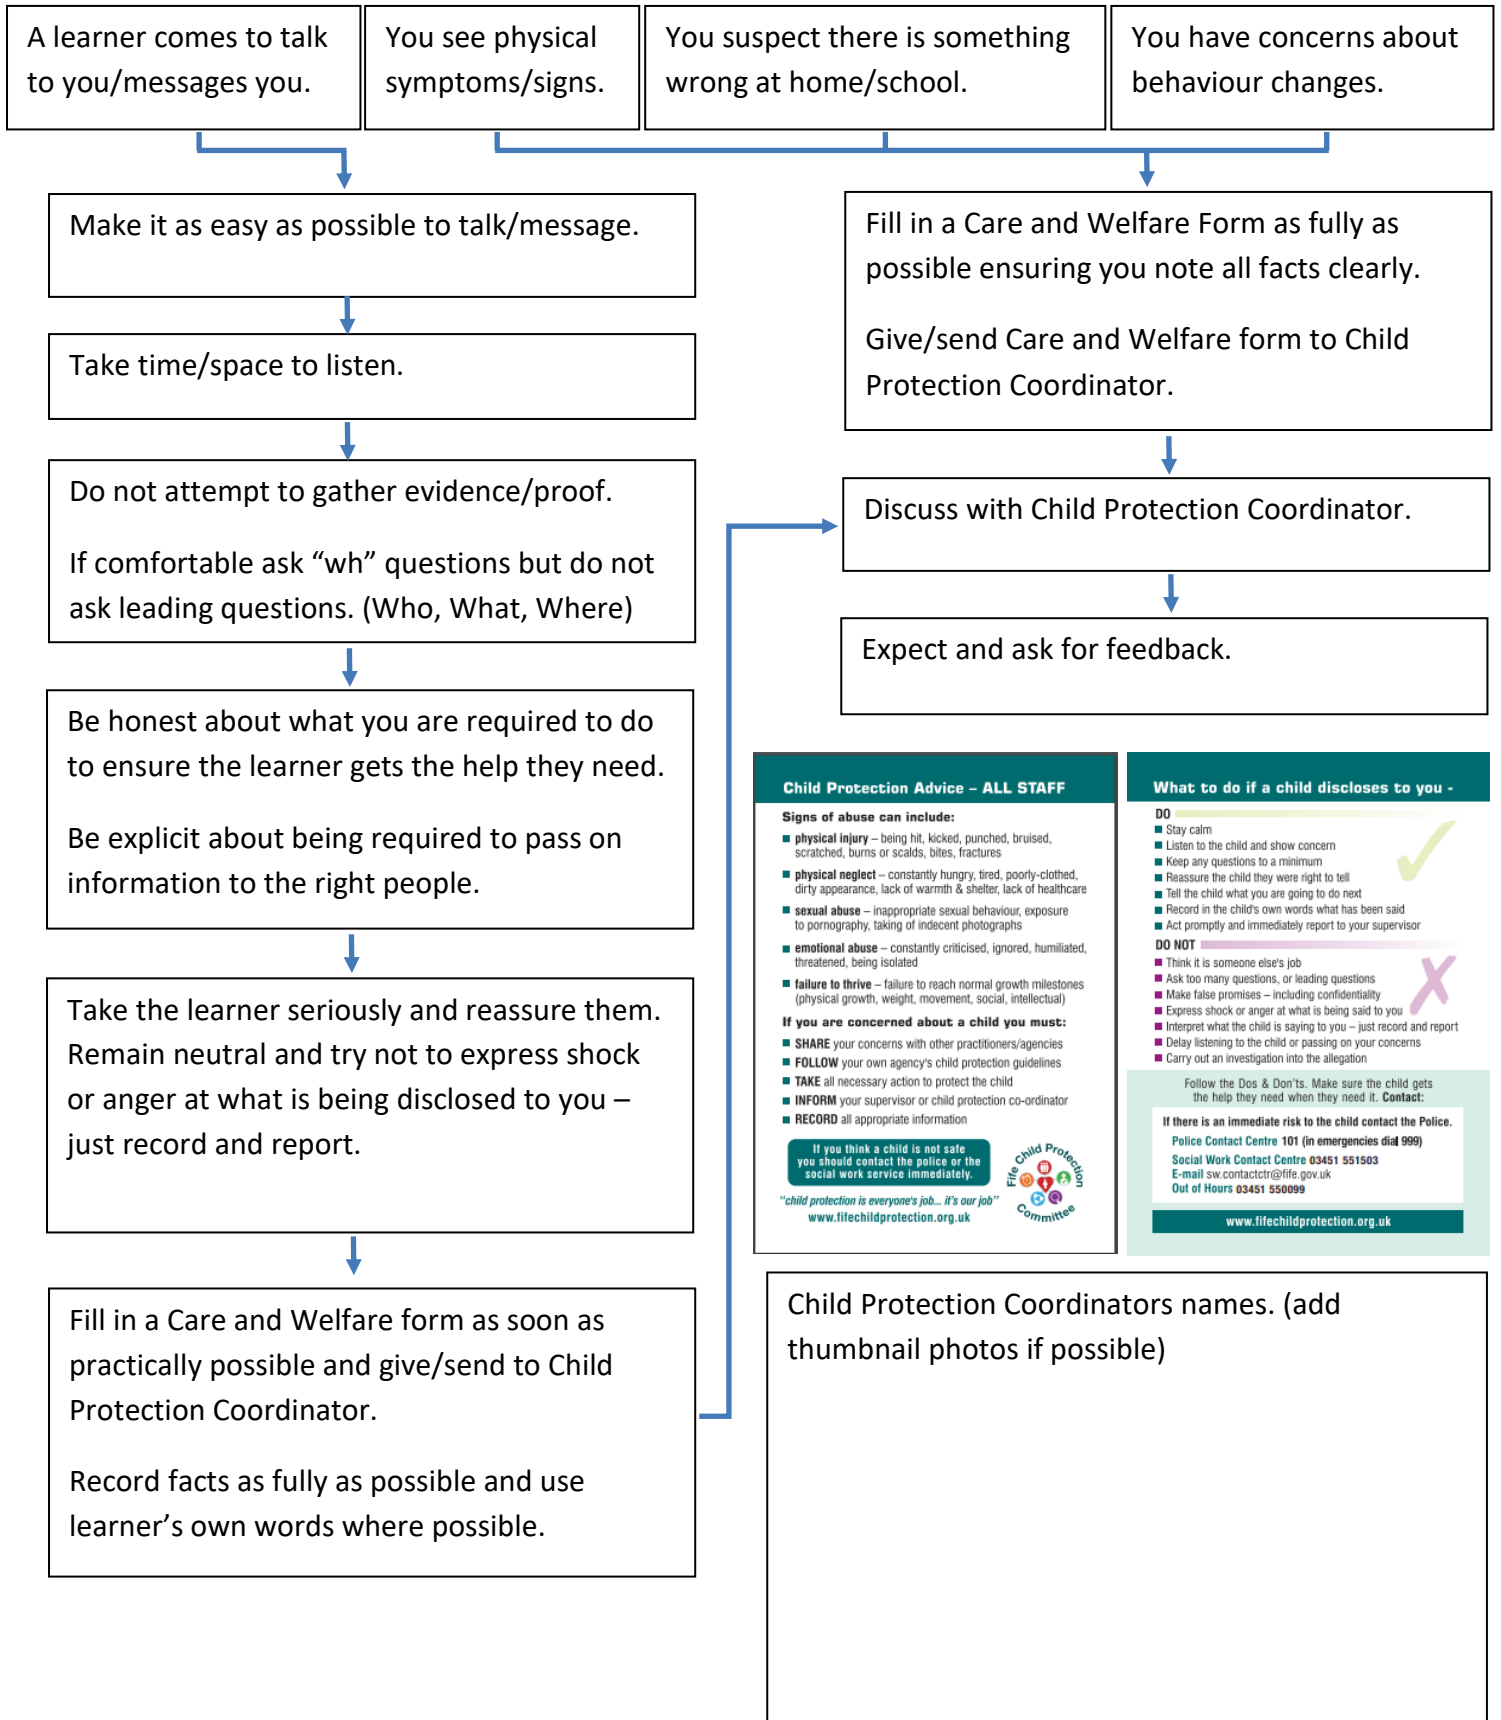 A learner comes to talk
to you/messages you.
You see physical
symptoms/signs.
You suspect there is something
wrong at home/school.
You have concerns about
behaviour changes.
Make it as easy as possible to talk/message.
Take time/space to listen.
Do not attempt to gather evidence/proof.
If comfortable ask “wh” questions but do not
ask leading questions. (Who, What, Where)
Be honest about what you are required to do
to ensure the learner gets the help they need.
Be explicit about being required to pass on
information to the right people.
Take the learner seriously and reassure them.
Remain neutral and try not to express shock
or anger at what is being disclosed to you –
just record and report.
Fill in a Care and Welfare form as soon as
practically possible and give/send to Child
Protection Coordinator.
Record facts as fully as possible and use
learner’s own words where possible.
Fill in a Care and Welfare Form as fully as
possible ensuring you note all facts clearly.
Give/send Care and Welfare form to Child
Protection Coordinator.
Discuss with Child Protection Coordinator.
Expect and ask for feedback.
Child Protection Advice – ALL STAFF
Signs of abuse can include:
physical injury – being hit, kicked, punched, bruised,
scratched, burns or scalds, bites, fractures
physical neglect – constantly hungry, tired, poorly-clothed,
dirty appearance, lack of warmth & shelter, lack of healthcare
sexual abuse – inappropriate sexual behaviour, exposure
to pornography, taking of indecent photographs
emotional abuse – constantly criticised, ignored, humiliated,
threatened, being isolated
failure to thrive – failure to reach normal growth milestones
(physical growth, weight, movement, social, intellectual)
If you are concerned about a child you must:
SHARE your concerns with other practitioners/agencies
FOLLOW your own agency's child protection guidelines
TAKE all necessary action to protect the child
INFORM your supervisor or child protection co-ordinator
RECORD all appropriate information
If you think a child is not safe
you should contact the police or the
social work service immediately.
"child protection is everyone's job... it's our job"
www.fifechildprotection.org.uk
Fife Child Protection
Committee
What to do if a child discloses to you -
DO
Stay calm
Listen to the child and show concern
Keep any questions to a minimum
Reassure the child they were right to tell
Tell the child what you are going to do next
Record in the child's own words what has been said
Act promptly and immediately report to your supervisor
DO NOT
Think it is someone else's job
Ask too many questions, or leading questions
Make false promises – including confidentiality
Express shock or anger at what is being said to you
Interpret what the child is saying to you – just record and report
Delay listening to the child or passing on your concerns
Carry out an investigation into the allegation
Follow the Dos & Don'ts. Make sure the child gets
the help they need when they need it. Contact:
If there is an immediate risk to the child contact the Police.
Police Contact Centre 101 (in emergencies dial 999)
Social Work Contact Centre 03451 551503
E-mail sw.contactctr@fife.gov.uk
Out of Hours 03451 550099
www.fifechildprotection.org.uk
Child Protection Coordinators names. (add
thumbnail photos if possible)